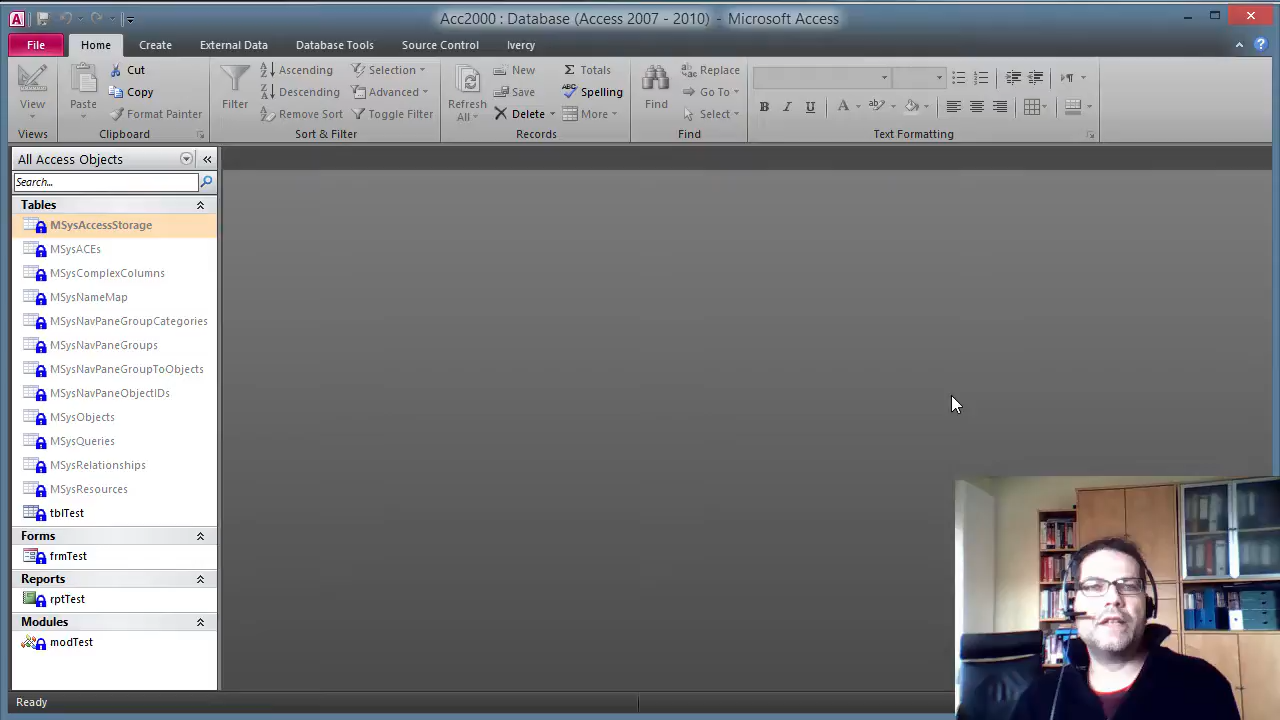 Acc2000 : Database (Access 2007 - 2010) - Microsoft Access
File Home Create External Data Database Tools Source Control Ivercy
View
Views
Paste
Cut
Copy
Format Painter
Clipboard
Filter
Ascending
Descending
Remove Sort
Selection
Advanced
Toggle Filter
Sort & Filter
Refresh
All
New
Save
Delete
Totals
Spelling
More
Records
Find
Replace
Go To
Select
Find
B I U A ab
Text Formatting
All Access Objects
Search...
Tables
MSysAccessStorage
MSysACEs
MSysComplexColumns
MSysNameMap
MSysNavPaneGroupCategories
MSysNavPaneGroups
MSysNavPaneGroupToObjects
MSysNavPaneObjectIDs
MSysObjects
MSysQueries
MSysRelationships
MSysResources
tblTest
Forms
frmTest
Reports
rptTest
Modules
modTest
Ready